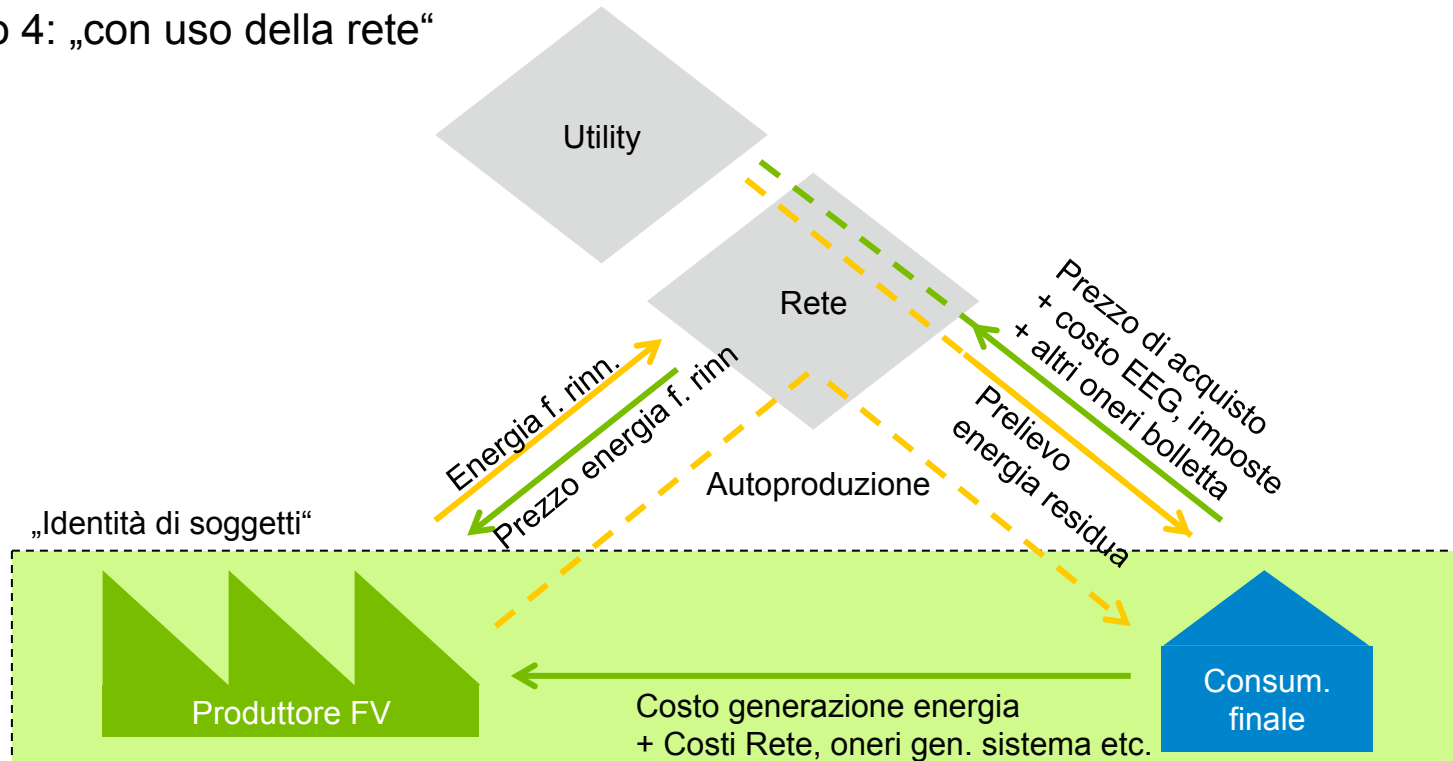 o 4: „con uso della rete“
Utility
Rete
Prezzo di acquisto
+ costo EEG, imposte
+ altri oneri bolletta
Energia f. rinn.
Prezzo energia f. rinn
Prelievo
energia residua
Autoproduzione
„Identità di soggetti“
Produttore FV
Consum.
finale
Costo generazione energia
+ Costi Rete, oneri gen. sistema etc.